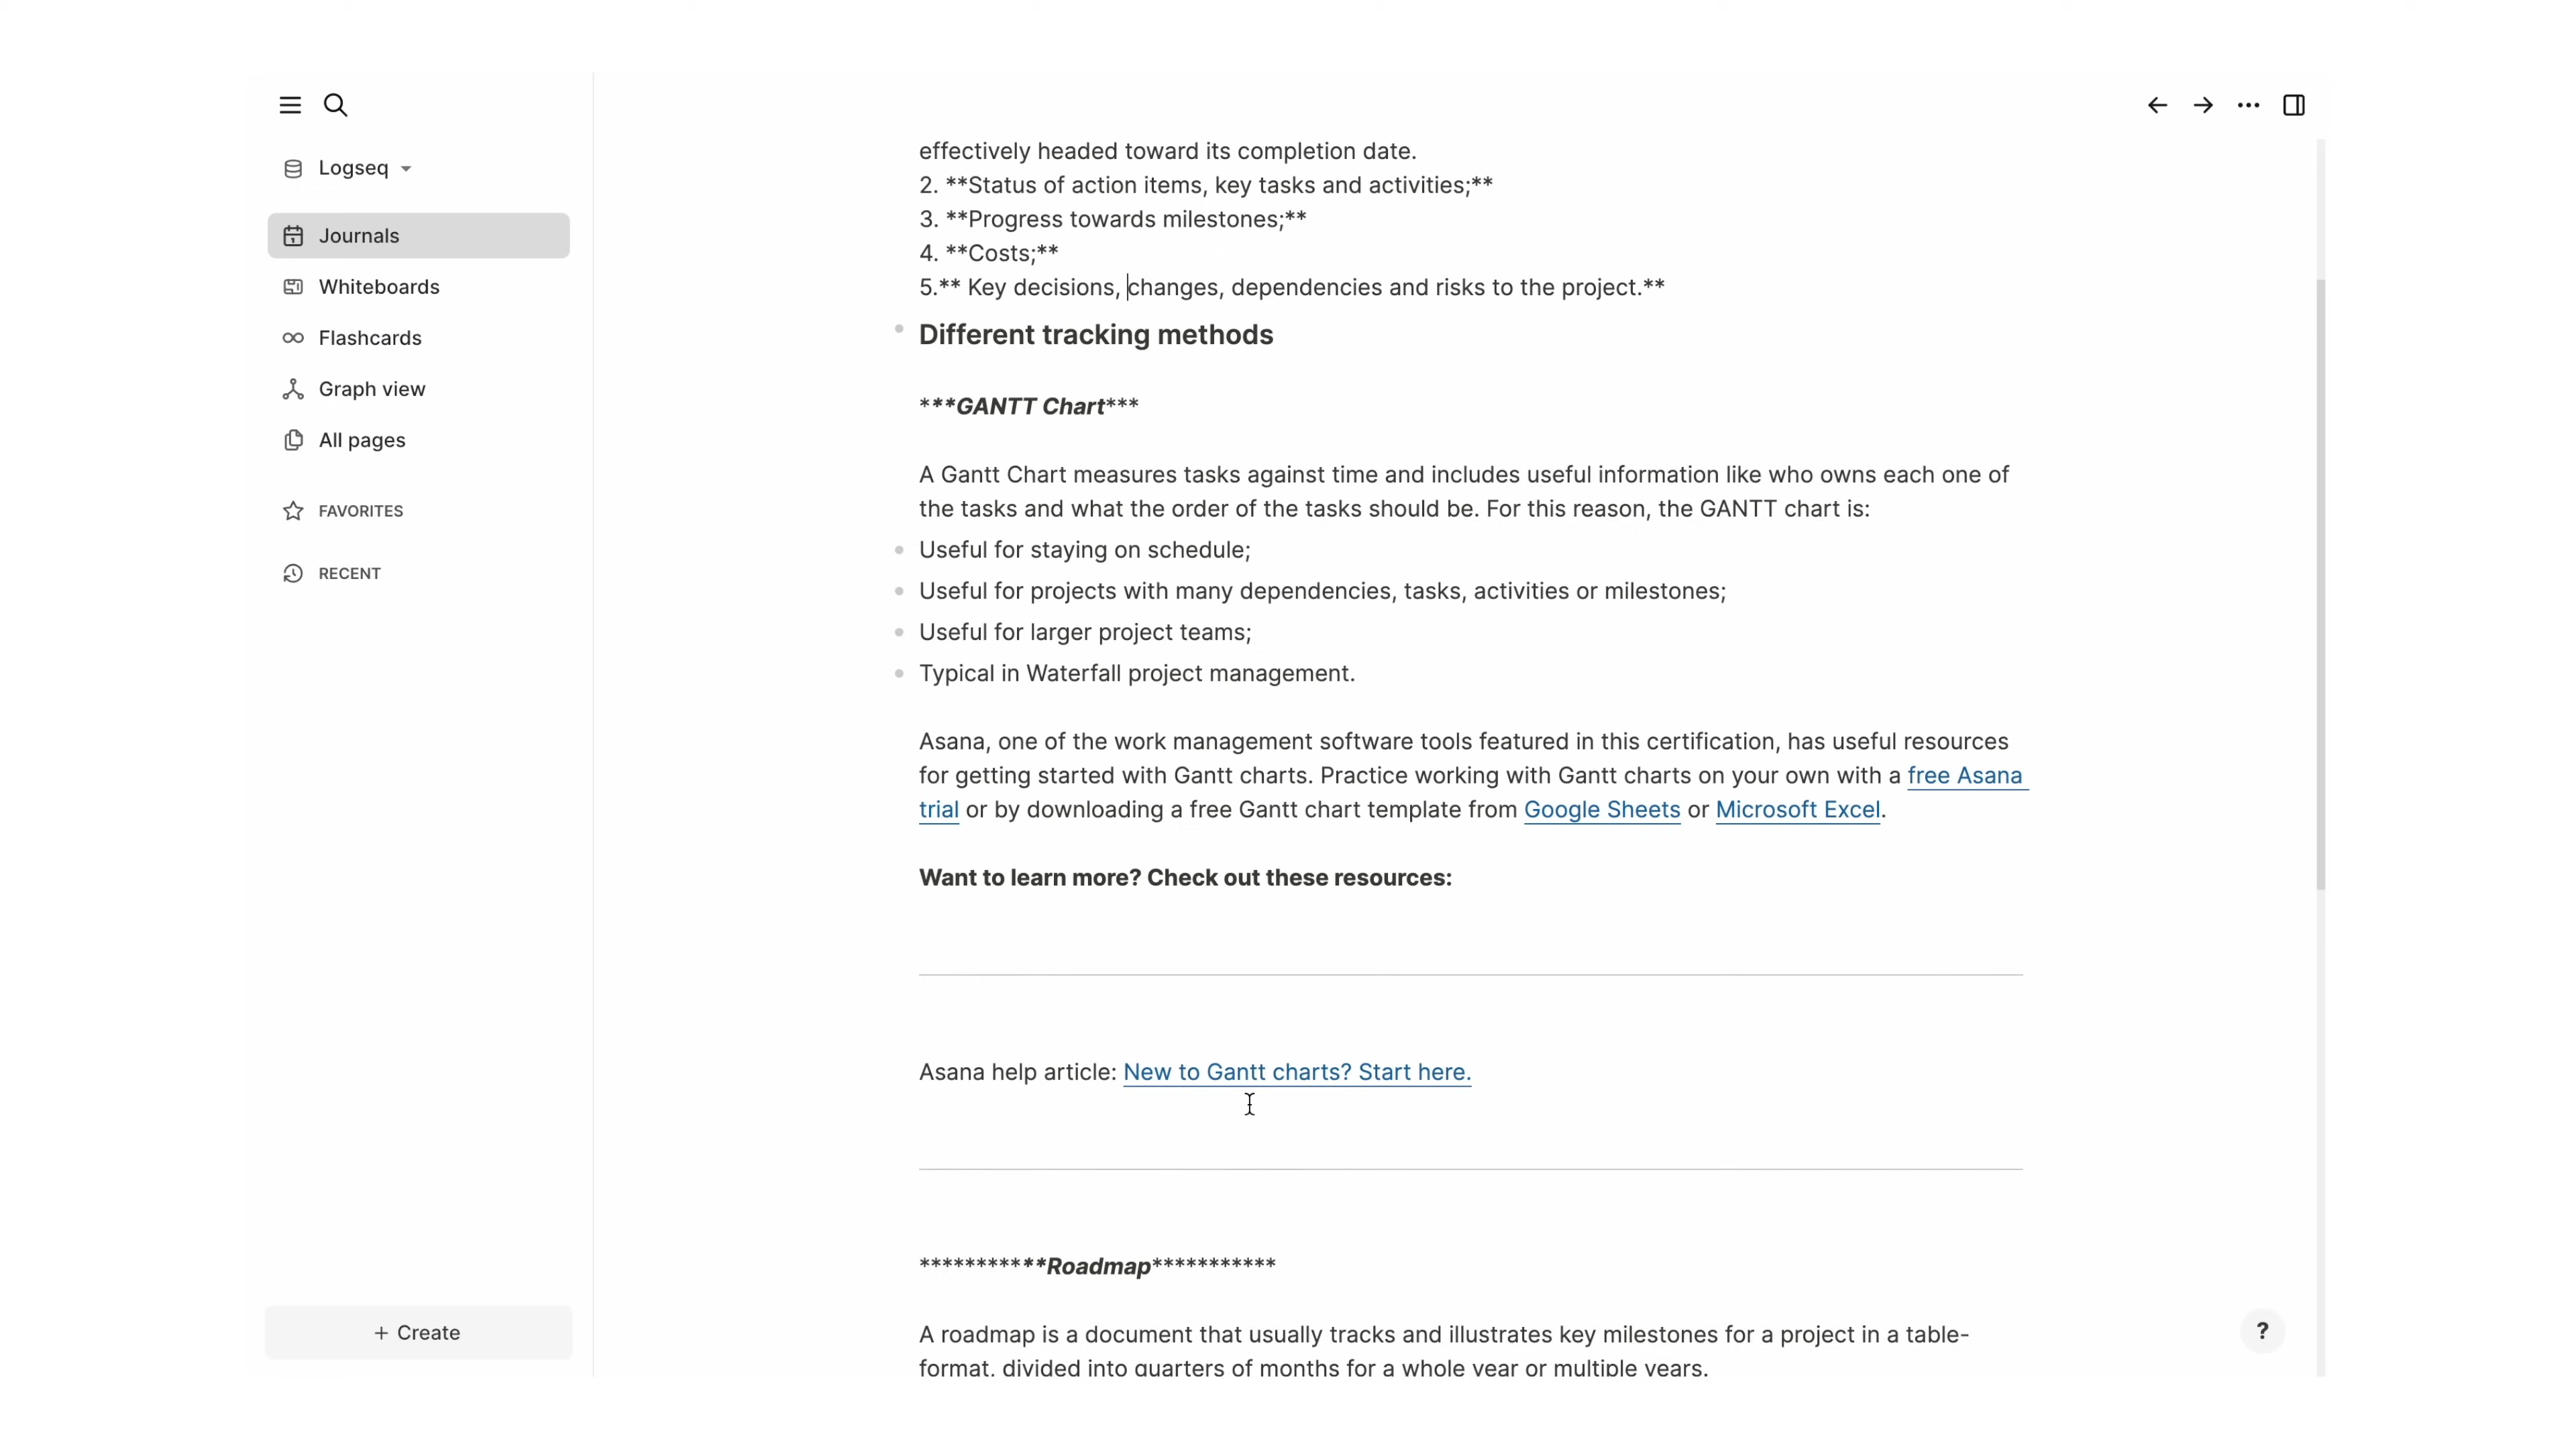 Logseq
Journals
Whiteboards
Flashcards
Graph view
All pages
FAVORITES
RECENT
+ Create
effectively headed toward its completion date.
2. **Status of action items, key tasks and activities;**
3. **Progress towards milestones;**
4. **Costs;**
5.** Key decisions, changes, dependencies and risks to the project.**
Different tracking methods
***GANTT Chart***
A Gantt Chart measures tasks against time and includes useful information like who owns each one of
the tasks and what the order of the tasks should be. For this reason, the GANTT chart is:
Useful for staying on schedule;
Useful for projects with many dependencies, tasks, activities or milestones;
Useful for larger project teams;
Typical in Waterfall project management.
Asana, one of the work management software tools featured in this certification, has useful resources
for getting started with Gantt charts. Practice working with Gantt charts on your own with a free Asana
trial or by downloading a free Gantt chart template from Google Sheets or Microsoft Excel.
Want to learn more? Check out these resources:
Asana help article: New to Gantt charts? Start here.
************Roadmap************
A roadmap is a document that usually tracks and illustrates key milestones for a project in a table-
format, divided into quarters of months for a whole year or multiple years.
?